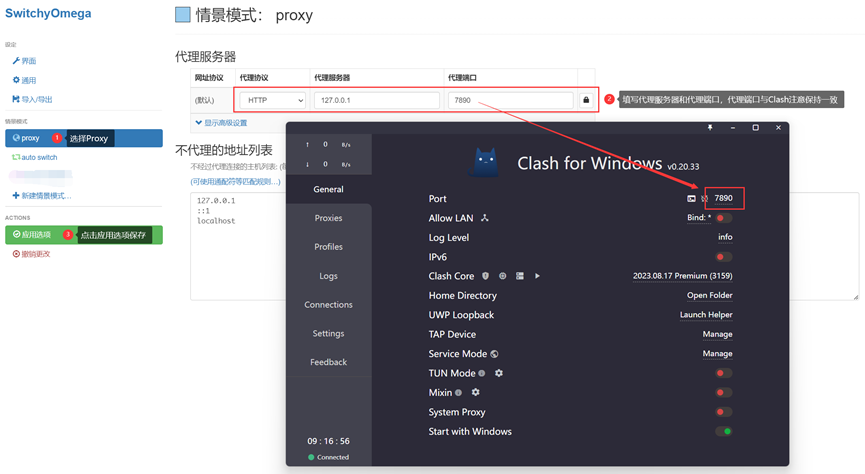 SwitchyOmega
设定
界面
通用
导入/导出
情景模式
proxy 1 选择Proxy
auto switch
新建情景模式...
ACTIONS
应用选项 3 点击应用选项保存
撤销更改
情景模式： proxy
代理服务器
网址协议 代理协议 代理服务器 代理端口
(默认) HTTP 127.0.0.1 7890
2 填写代理服务器和代理端口，代理端口与Clash注意保持一致
显示高级设置
不代理的地址列表
不经过代理连接的主机列表:
(可使用通配符等匹配规则…)
127.0.0.1
::1
localhost
↑ 0 B/s
↓ 0 B/s
General
Proxies
Profiles
Logs
Connections
Settings
Feedback
09 : 16 : 56
Connected
Clash for Windows v0.20.33
Port 7890
Allow LAN Bind: *
Log Level info
IPv6
Clash Core 2023.08.17 Premium (3159)
Home Directory Open Folder
UWP Loopback Launch Helper
TAP Device Manage
Service Mode Manage
TUN Mode
Mixin
System Proxy
Start with Windows